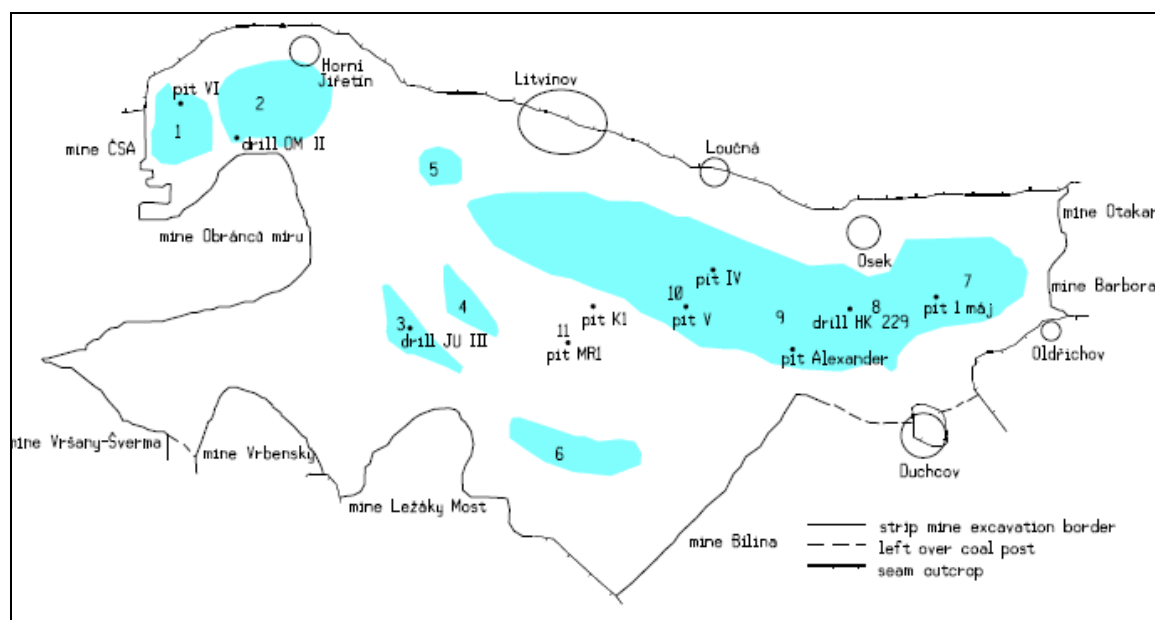 Horní
Jiřetín
Litvínov
pit VI
2
1
drill OM II
mine ČSA
Loučná
5
mine Otakar
mine Obránců míru
Osek
pit IV
7
mine Barbora
4
10
8
pit 1 máj
3
pit K1
pit V
9
drill HK 229
drill JU III
11
pit MR1
pit Alexander
Oldřichov
mine Vršany-Šverma
mine Vrbenský
6
Duchcov
mine Ležáky Most
mine Bílina
strip mine excavation border
left over coal post
seam outcrop